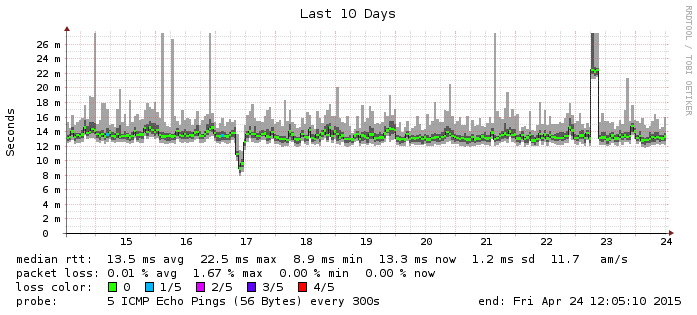 Last 10 Days
RRDTOOL / TOBI OETIKER
Seconds
26 m
24 m
22 m
20 m
18 m
16 m
14 m
12 m
10 m
8 m
6 m
4 m
2 m
0
15 16 17 18 19 20 21 22 23 24
median rtt: 13.5 ms avg 22.5 ms max 8.9 ms min 13.3 ms now 1.2 ms sd 11.7 am/s
packet loss: 0.01 % avg 1.67 % max 0.00 % min 0.00 % now
loss color: 0 1/5 2/5 3/5 4/5
probe: 5 ICMP Echo Pings (56 Bytes) every 300s end: Fri Apr 24 12:05:10 2015